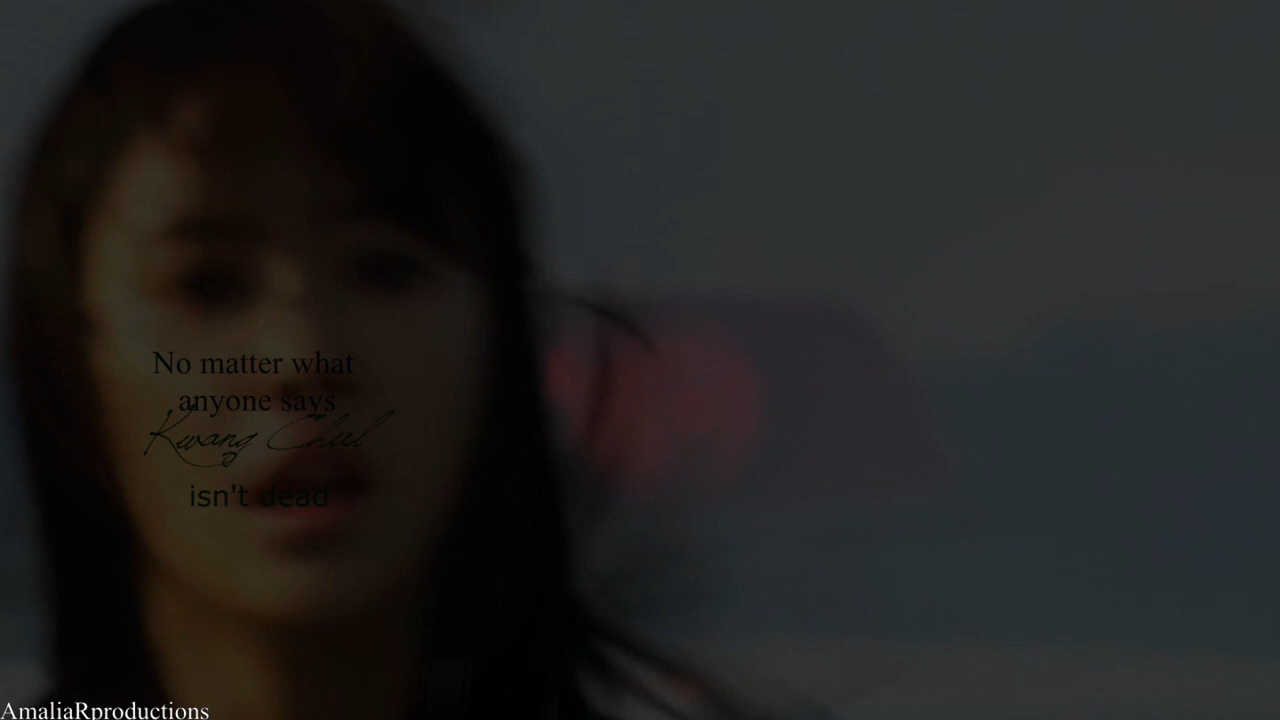 No matter what
anyone says
Kwang Chul
isn't dead
AmaliaRproductions